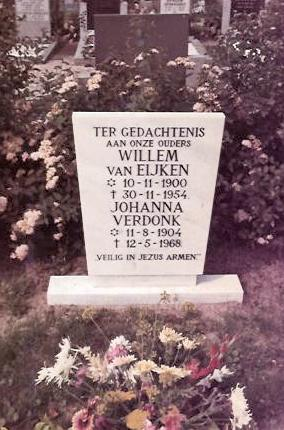 TER GEDACHTENIS
AAN ONZE OUDERS
WILLEM
VAN EIJKEN
✡ 10-11-1900
† 30-11-1954
JOHANNA
VERDONK
✡ 11-8-1904
† 12-5-1968
„VEILIG IN JEZUS ARMEN."